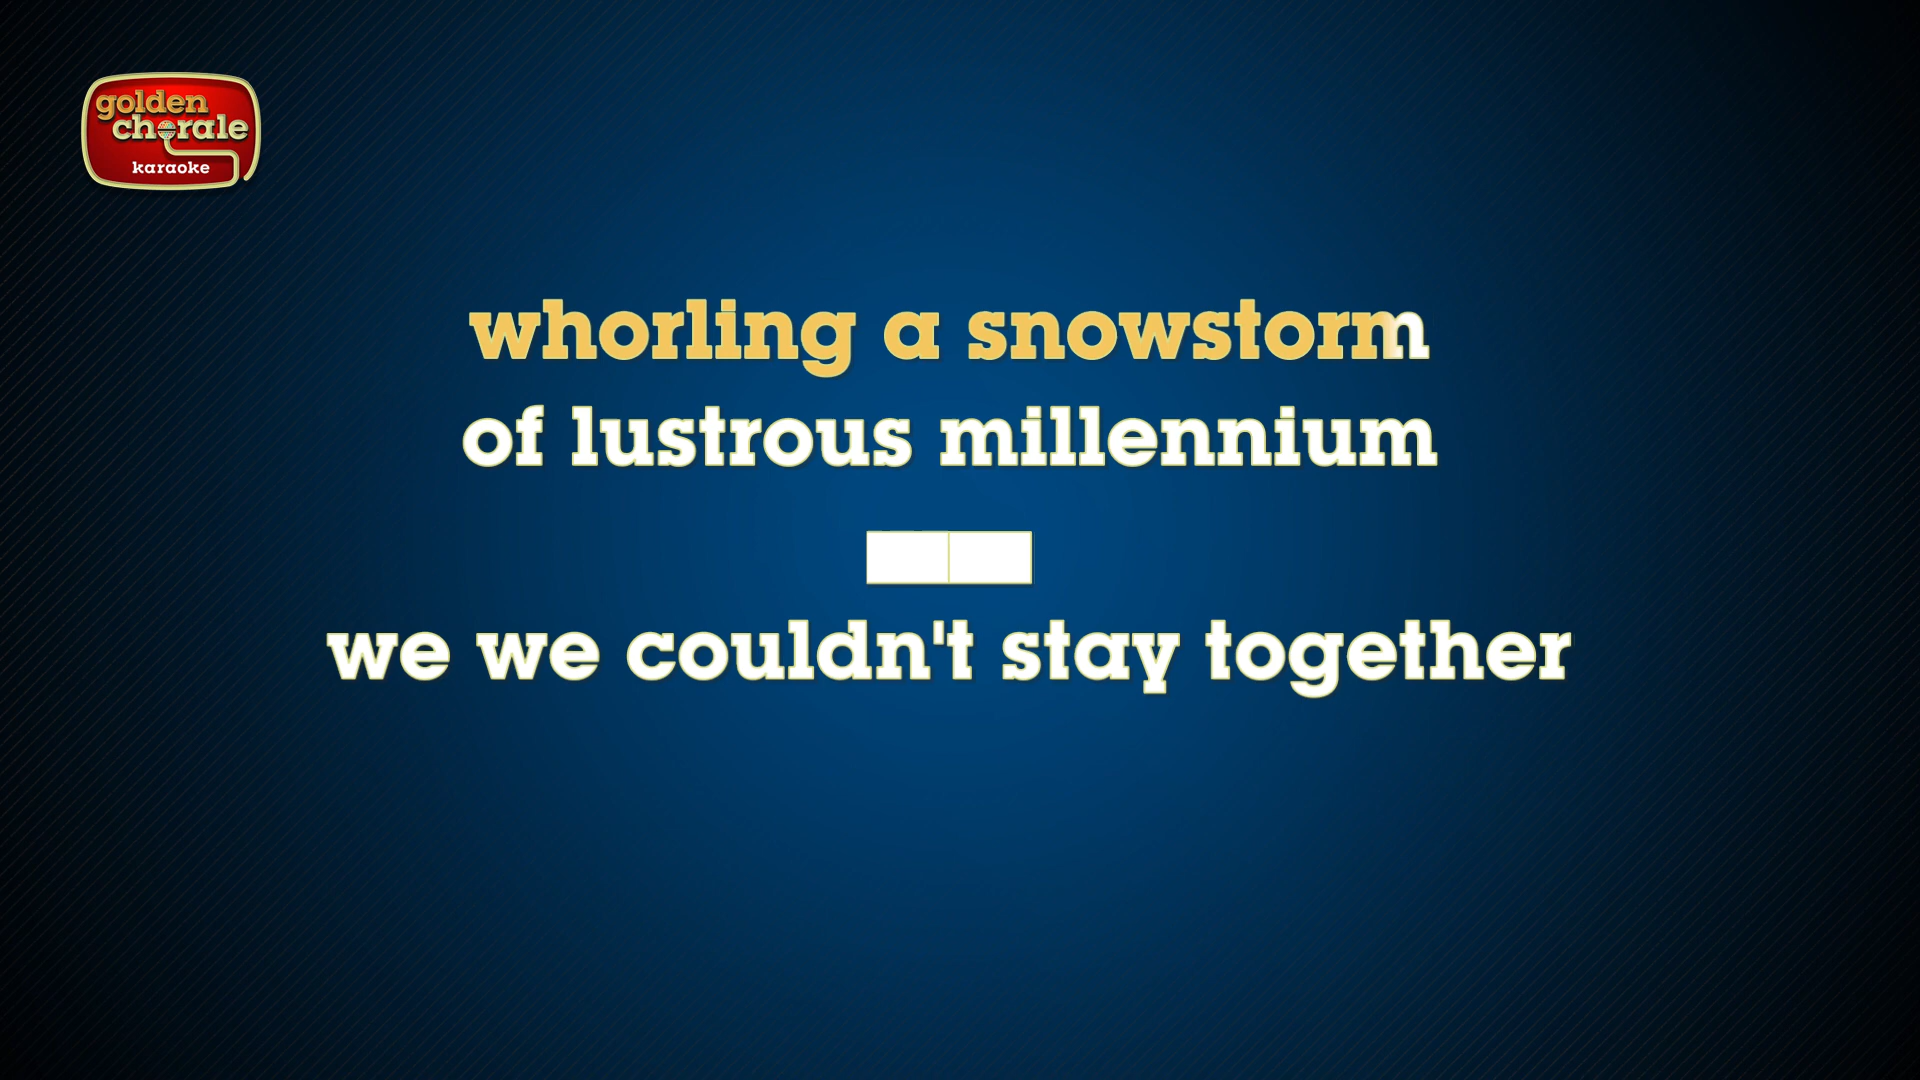 golden
chorale
karaoke
whorling a snowstorm
of lustrous millennium
we we couldn't stay together